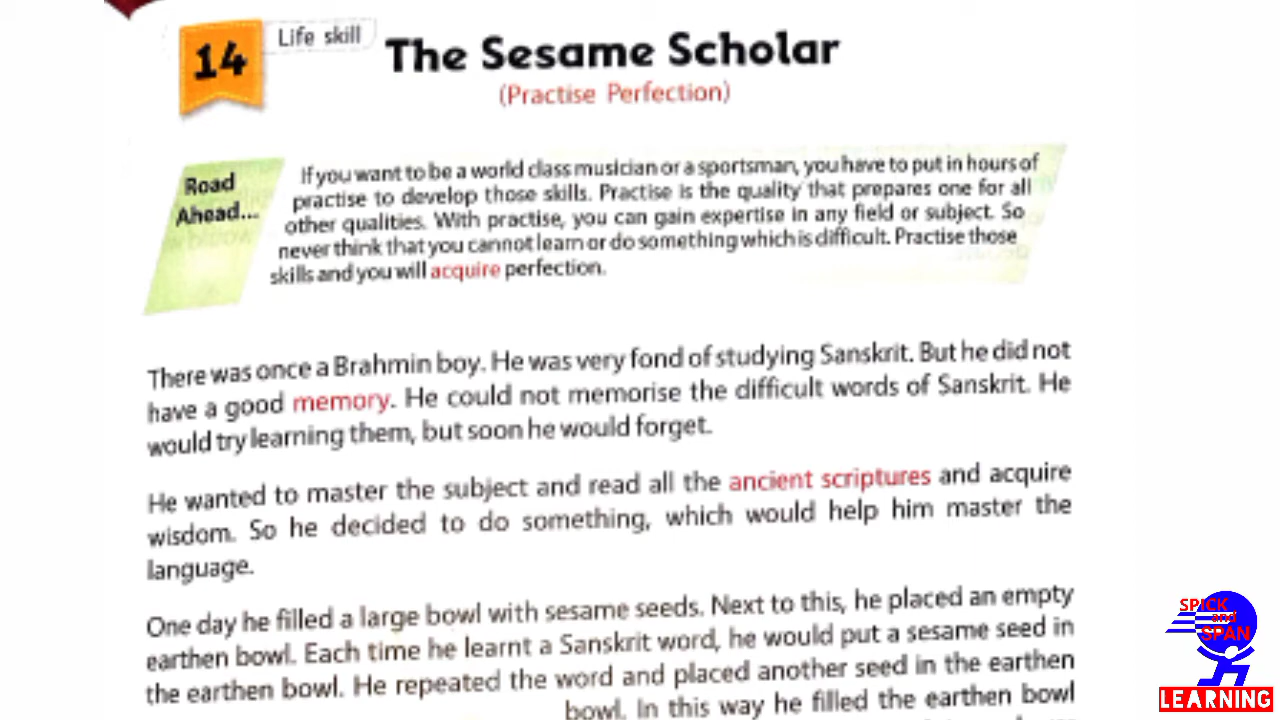 14
Life skill
The Sesame Scholar
(Practise Perfection)
Road
Ahead...
If you want to be a world class musician or a sportsman, you have to put in hours of
practise to develop those skills. Practise is the quality that prepares one for all
other qualities. With practise, you can gain expertise in any field or subject. So
never think that you cannot learn or do something which is difficult. Practise those
skills and you will acquire perfection.
There was once a Brahmin boy. He was very fond of studying Sanskrit. But he did not
have a good memory. He could not memorise the difficult words of Sanskrit. He
would try learning them, but soon he would forget.
He wanted to master the subject and read all the ancient scriptures and acquire
wisdom. So he decided to do something, which would help him master the
language.
One day he filled a large bowl with sesame seeds. Next to this, he placed an empty
earthen bowl. Each time he learnt a Sanskrit word, he would put a sesame seed in
the earthen bowl. He repeated the word and placed another seed in the earthen
bowl. In this way he filled the earthen bowl
SPICK
and
SPAN
LEARNING